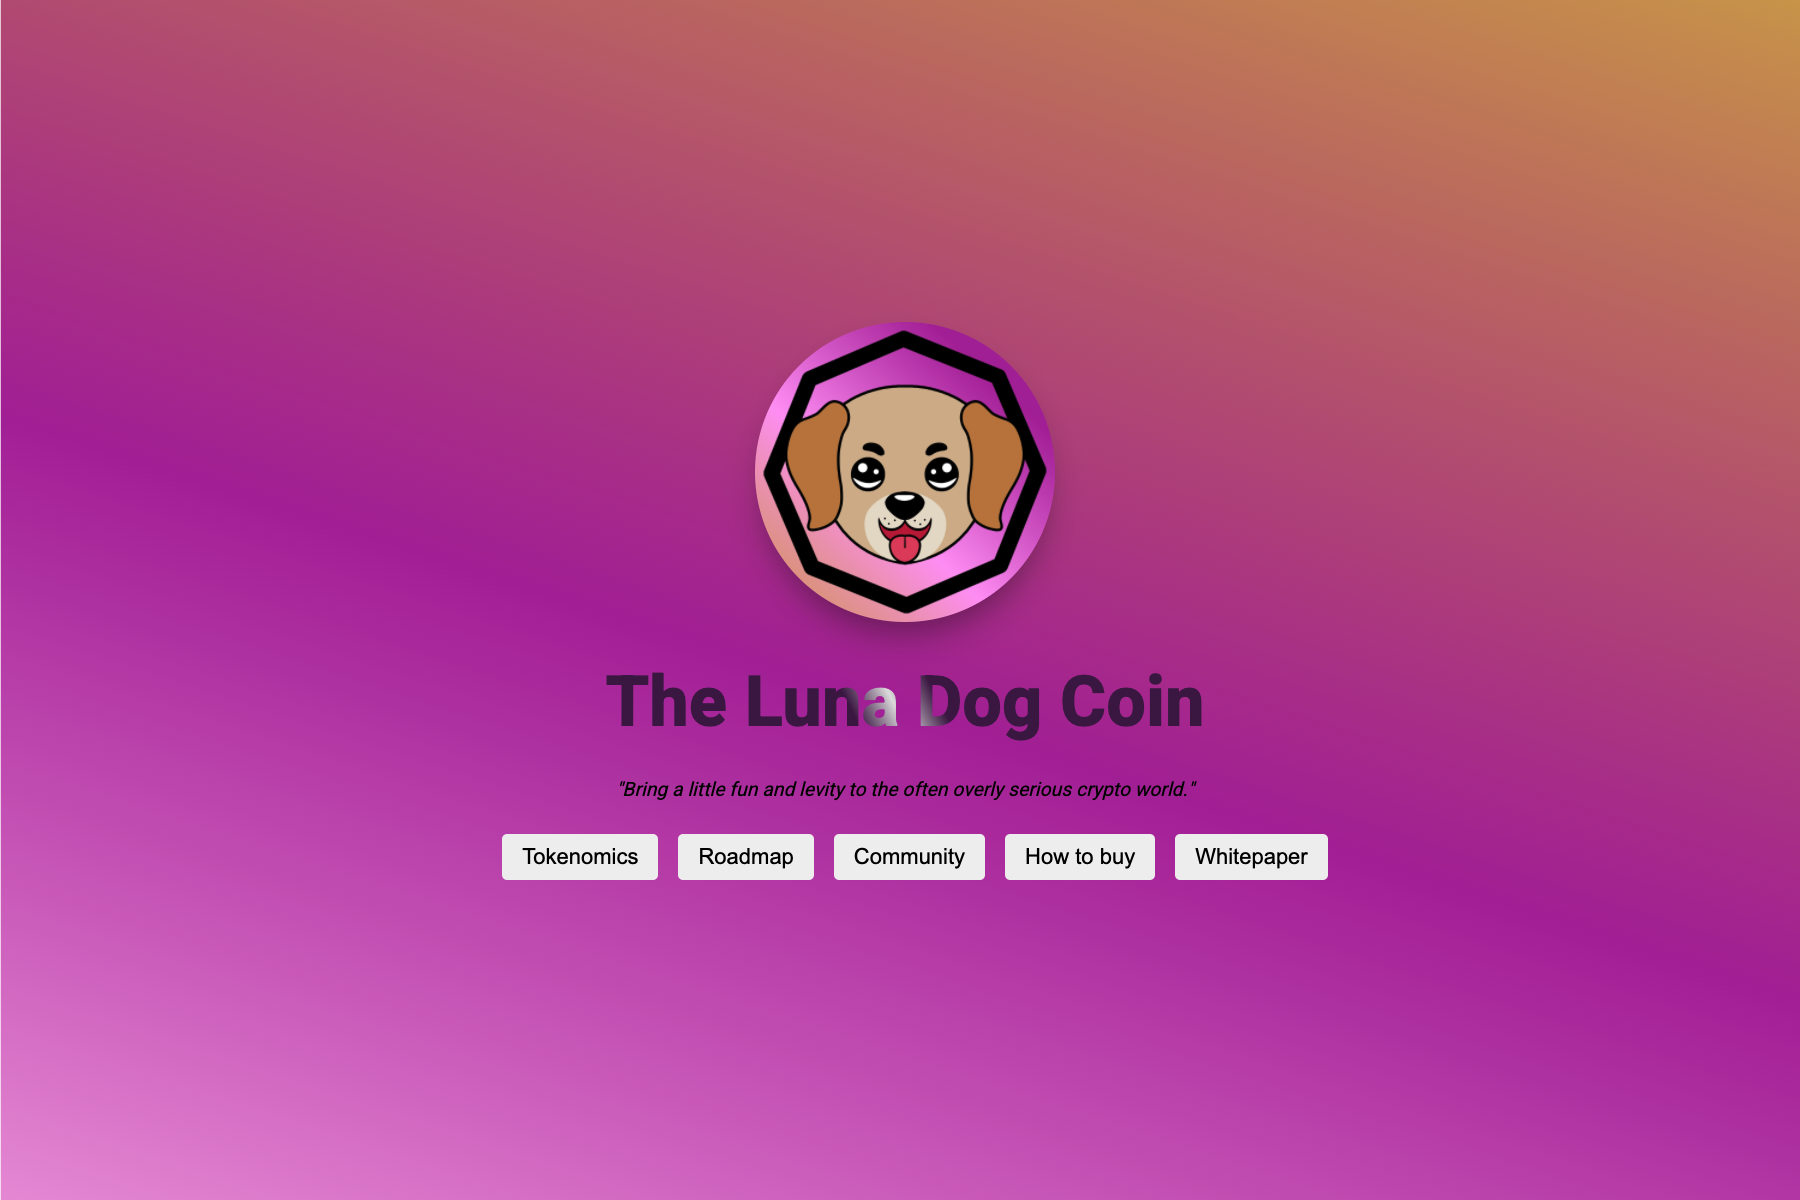 The Luna Dog Coin
"Bring a little fun and levity to the often overly serious crypto world."
Tokenomics Roadmap Community How to buy Whitepaper